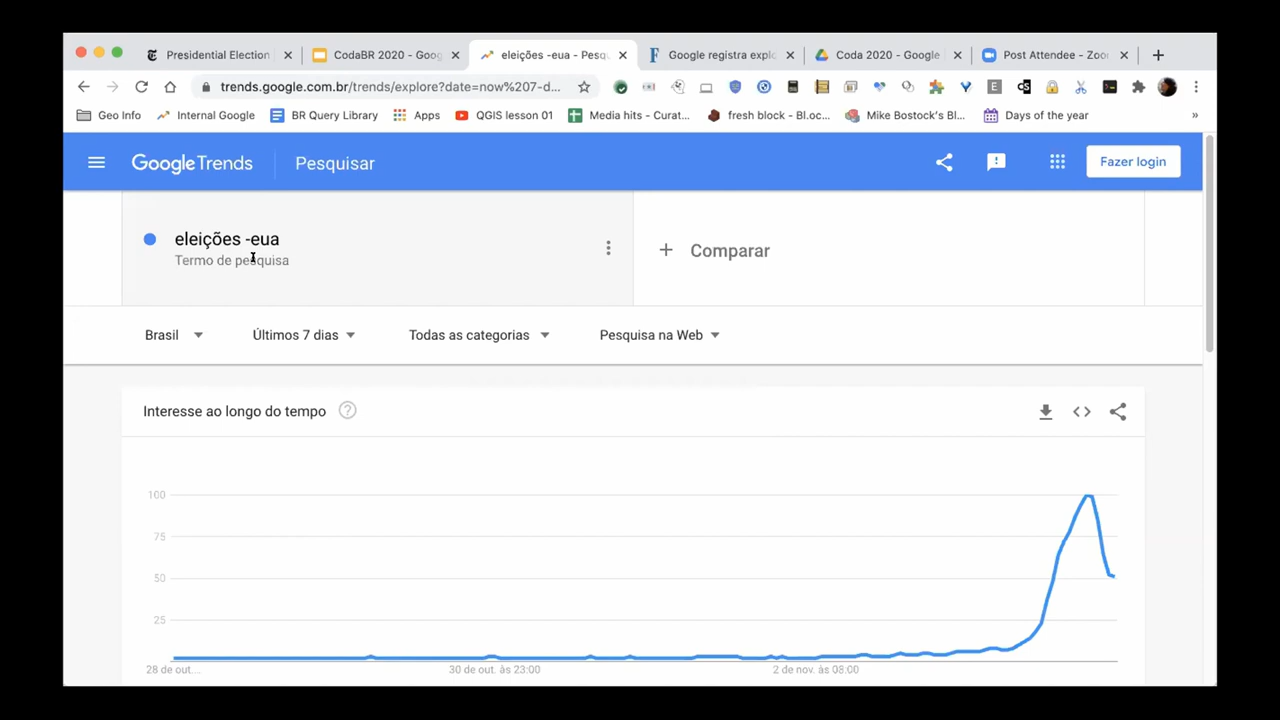 Presidential Election
CodaBR 2020 - Goog
eleições -eua - Pesqu
Google registra explo
Coda 2020 - Google
Post Attendee - Zoo
trends.google.com.br/trends/explore?date=now%207-d...
Geo Info
Internal Google
BR Query Library
Apps
QGIS lesson 01
Media hits - Curat...
fresh block - Bl.oc...
Mike Bostock's Bl...
Days of the year
»
Google Trends
Pesquisar
Fazer login
eleições -eua
Termo de pesquisa
+ Comparar
Brasil
Últimos 7 dias
Todas as categorias
Pesquisa na Web
Interesse ao longo do tempo ?
100
75
50
25
28 de out...
30 de out. às 23:00
2 de nov. às 08:00